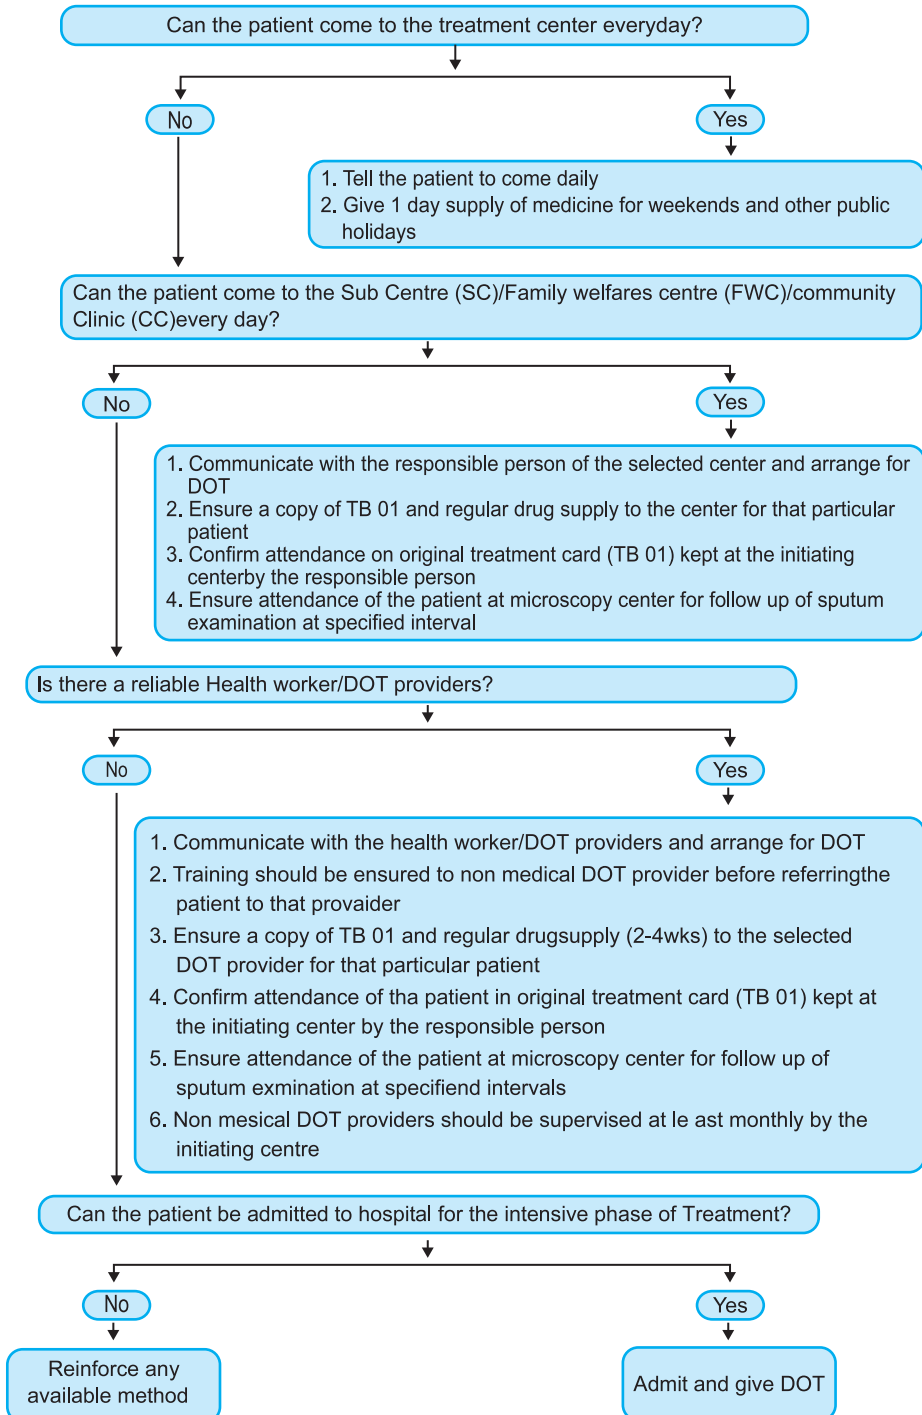 Can the patient come to the treatment center everyday?
No
Yes
1. Tell the patient to come daily
2. Give 1 day supply of medicine for weekends and other public
holidays
Can the patient come to the Sub Centre (SC)/Family welfares centre (FWC)/community
Clinic (CC)every day?
No
Yes
1. Communicate with the responsible person of the selected center and arrange for
DOT
2. Ensure a copy of TB 01 and regular drug supply to the center for that particular
patient
3. Confirm attendance on original treatment card (TB 01) kept at the initiating
centerby the responsible person
4. Ensure attendance of the patient at microscopy center for follow up of sputum
examination at specified interval
Is there a reliable Health worker/DOT providers?
No
Yes
1. Communicate with the health worker/DOT providers and arrange for DOT
2. Training should be ensured to non medical DOT provider before referringthe
patient to that provaider
3. Ensure a copy of TB 01 and regular drugsupply (2-4wks) to the selected
DOT provider for that particular patient
4. Confirm attendance of tha patient in original treatment card (TB 01) kept at
the initiating center by the responsible person
5. Ensure attendance of the patient at microscopy center for follow up of
sputum exmination at specifiend intervals
6. Non mesical DOT providers should be supervised at le ast monthly by the
initiating centre
Can the patient be admitted to hospital for the intensive phase of Treatment?
No
Yes
Reinforce any
available method
Admit and give DOT